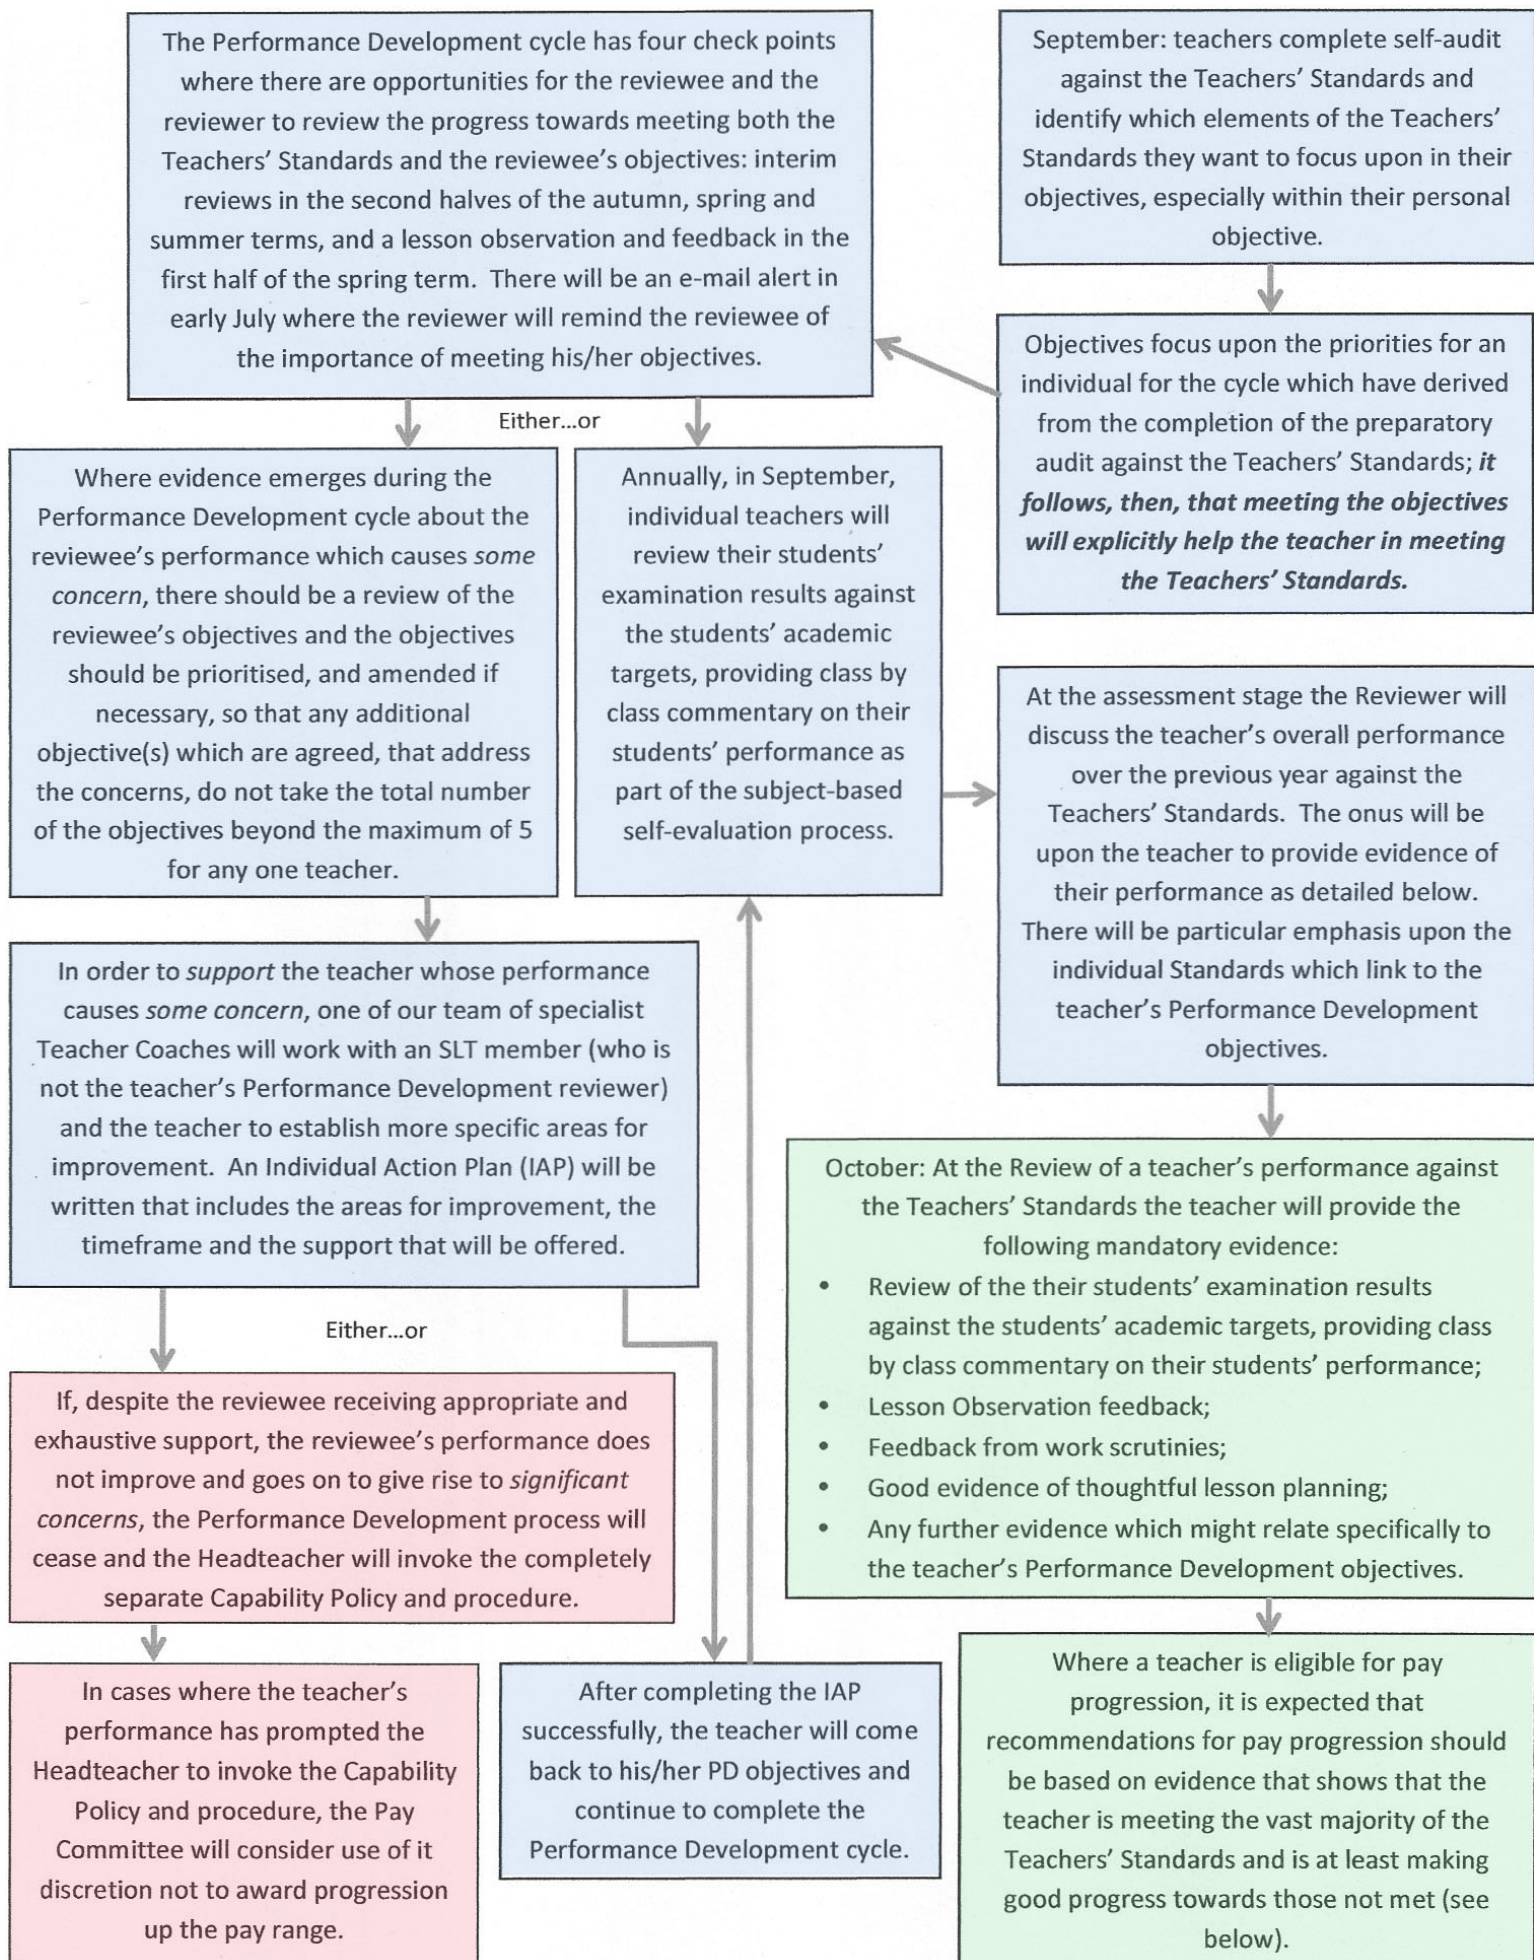 The Performance Development cycle has four check points
where there are opportunities for the reviewee and the
reviewer to review the progress towards meeting both the
Teachers’ Standards and the reviewee’s objectives: interim
reviews in the second halves of the autumn, spring and
summer terms, and a lesson observation and feedback in the
first half of the spring term.  There will be an e-mail alert in
early July where the reviewer will remind the reviewee of
the importance of meeting his/her objectives.
September: teachers complete self-audit
against the Teachers’ Standards and
identify which elements of the Teachers’
Standards they want to focus upon in their
objectives, especially within their personal
objective.
Objectives focus upon the priorities for an
individual for the cycle which have derived
from the completion of the preparatory
audit against the Teachers’ Standards; it
follows, then, that meeting the objectives
will explicitly help the teacher in meeting
the Teachers’ Standards.
Either...or
Where evidence emerges during the
Performance Development cycle about the
reviewee’s performance which causes some
concern, there should be a review of the
reviewee’s objectives and the objectives
should be prioritised, and amended if
necessary, so that any additional
objective(s) which are agreed, that address
the concerns, do not take the total number
of the objectives beyond the maximum of 5
for any one teacher.
Annually, in September,
individual teachers will
review their students’
examination results against
the students’ academic
targets, providing class by
class commentary on their
students’ performance as
part of the subject-based
self-evaluation process.
At the assessment stage the Reviewer will
discuss the teacher’s overall performance
over the previous year against the
Teachers’ Standards.  The onus will be
upon the teacher to provide evidence of
their performance as detailed below.
There will be particular emphasis upon the
individual Standards which link to the
teacher’s Performance Development
objectives.
In order to support the teacher whose performance
causes some concern, one of our team of specialist
Teacher Coaches will work with an SLT member (who is
not the teacher’s Performance Development reviewer)
and the teacher to establish more specific areas for
improvement.  An Individual Action Plan (IAP) will be
written that includes the areas for improvement, the
timeframe and the support that will be offered.
October: At the Review of a teacher’s performance against
the Teachers’ Standards the teacher will provide the
following mandatory evidence:
• Review of the their students’ examination results
against the students’ academic targets, providing class
by class commentary on their students’ performance;
• Lesson Observation feedback;
• Feedback from work scrutinies;
• Good evidence of thoughtful lesson planning;
• Any further evidence which might relate specifically to
the teacher’s Performance Development objectives.
Either...or
If, despite the reviewee receiving appropriate and
exhaustive support, the reviewee’s performance does
not improve and goes on to give rise to significant
concerns, the Performance Development process will
cease and the Headteacher will invoke the completely
separate Capability Policy and procedure.
In cases where the teacher’s
performance has prompted the
Headteacher to invoke the Capability
Policy and procedure, the Pay
Committee will consider use of it
discretion not to award progression
up the pay range.
After completing the IAP
successfully, the teacher will come
back to his/her PD objectives and
continue to complete the
Performance Development cycle.
Where a teacher is eligible for pay
progression, it is expected that
recommendations for pay progression should
be based on evidence that shows that the
teacher is meeting the vast majority of the
Teachers’ Standards and is at least making
good progress towards those not met (see
below).